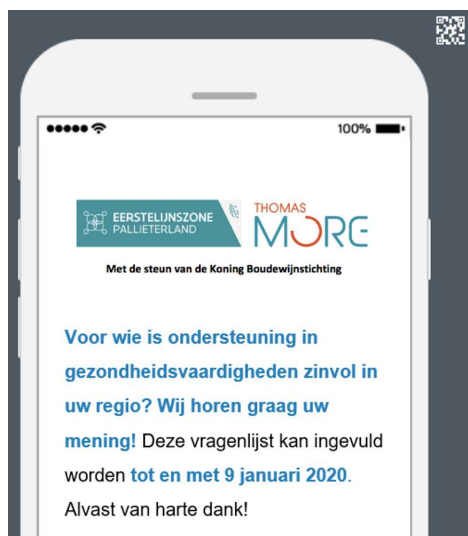 100%
EERSTELIJNSZONE
PALLIETERLAND
THOMAS
MORE
Met de steun van de Koning Boudewijnstichting
Voor wie is ondersteuning in
gezondheidsvaardigheden zinvol in
uw regio? Wij horen graag uw
mening! Deze vragenlijst kan ingevuld
worden tot en met 9 januari 2020.
Alvast van harte dank!